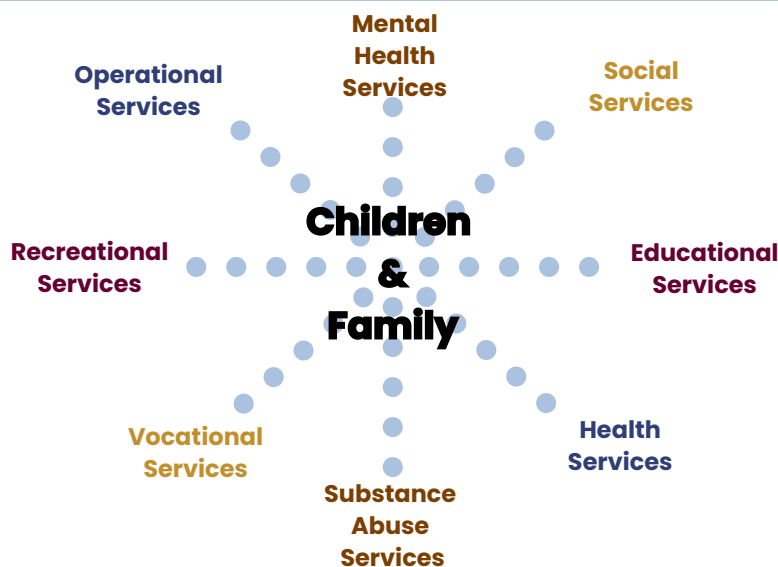 Mental
Health
Services
Operational
Services
Social
Services
Children
&
Family
Recreational
Services
Educational
Services
Vocational
Services
Health
Services
Substance
Abuse
Services